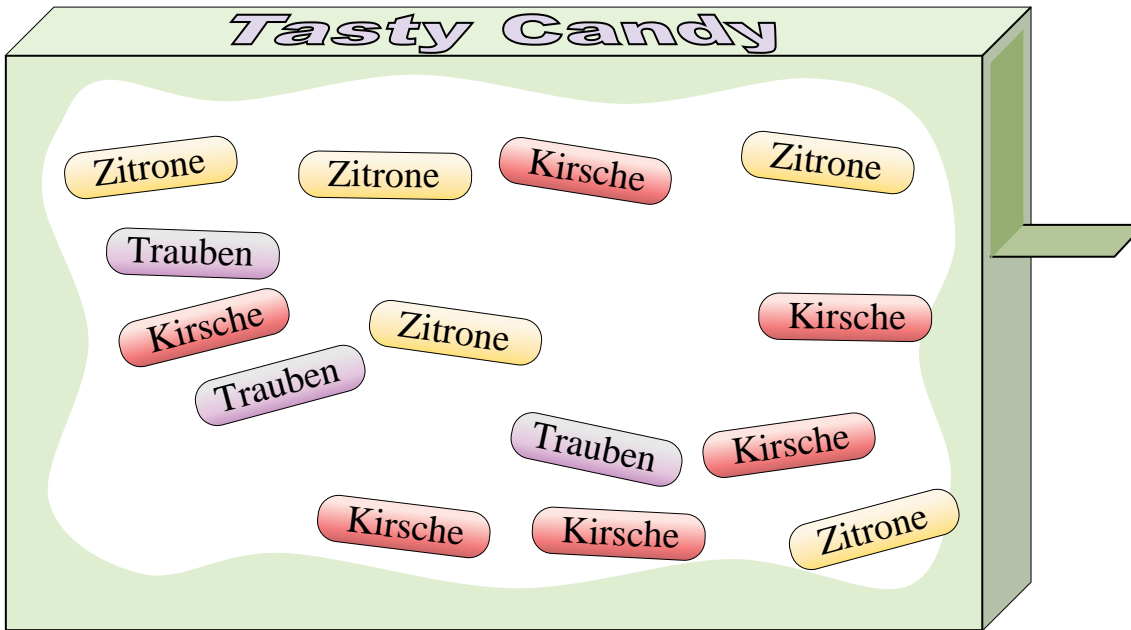 Tasty Candy
Zitrone
Zitrone
Kirsche
Zitrone
Trauben
Kirsche
Zitrone
Kirsche
Trauben
Trauben
Kirsche
Kirsche
Kirsche
Zitrone